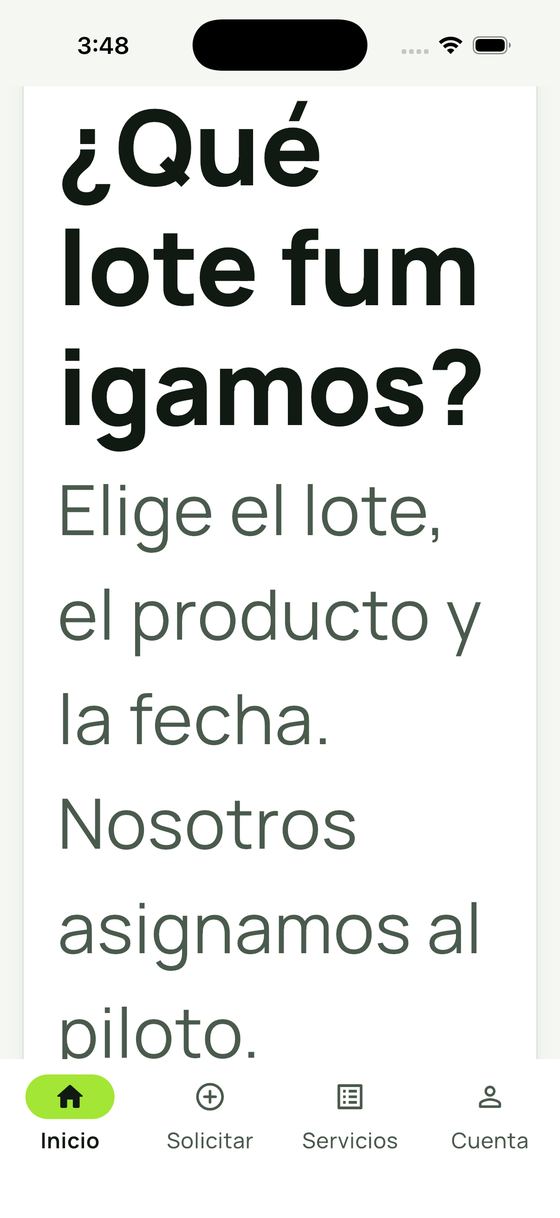 3:48
¿Qué
lote fum
igamos?
Elige el lote,
el producto y
la fecha.
Nosotros
asignamos al
piloto.
Inicio
Solicitar
Servicios
Cuenta